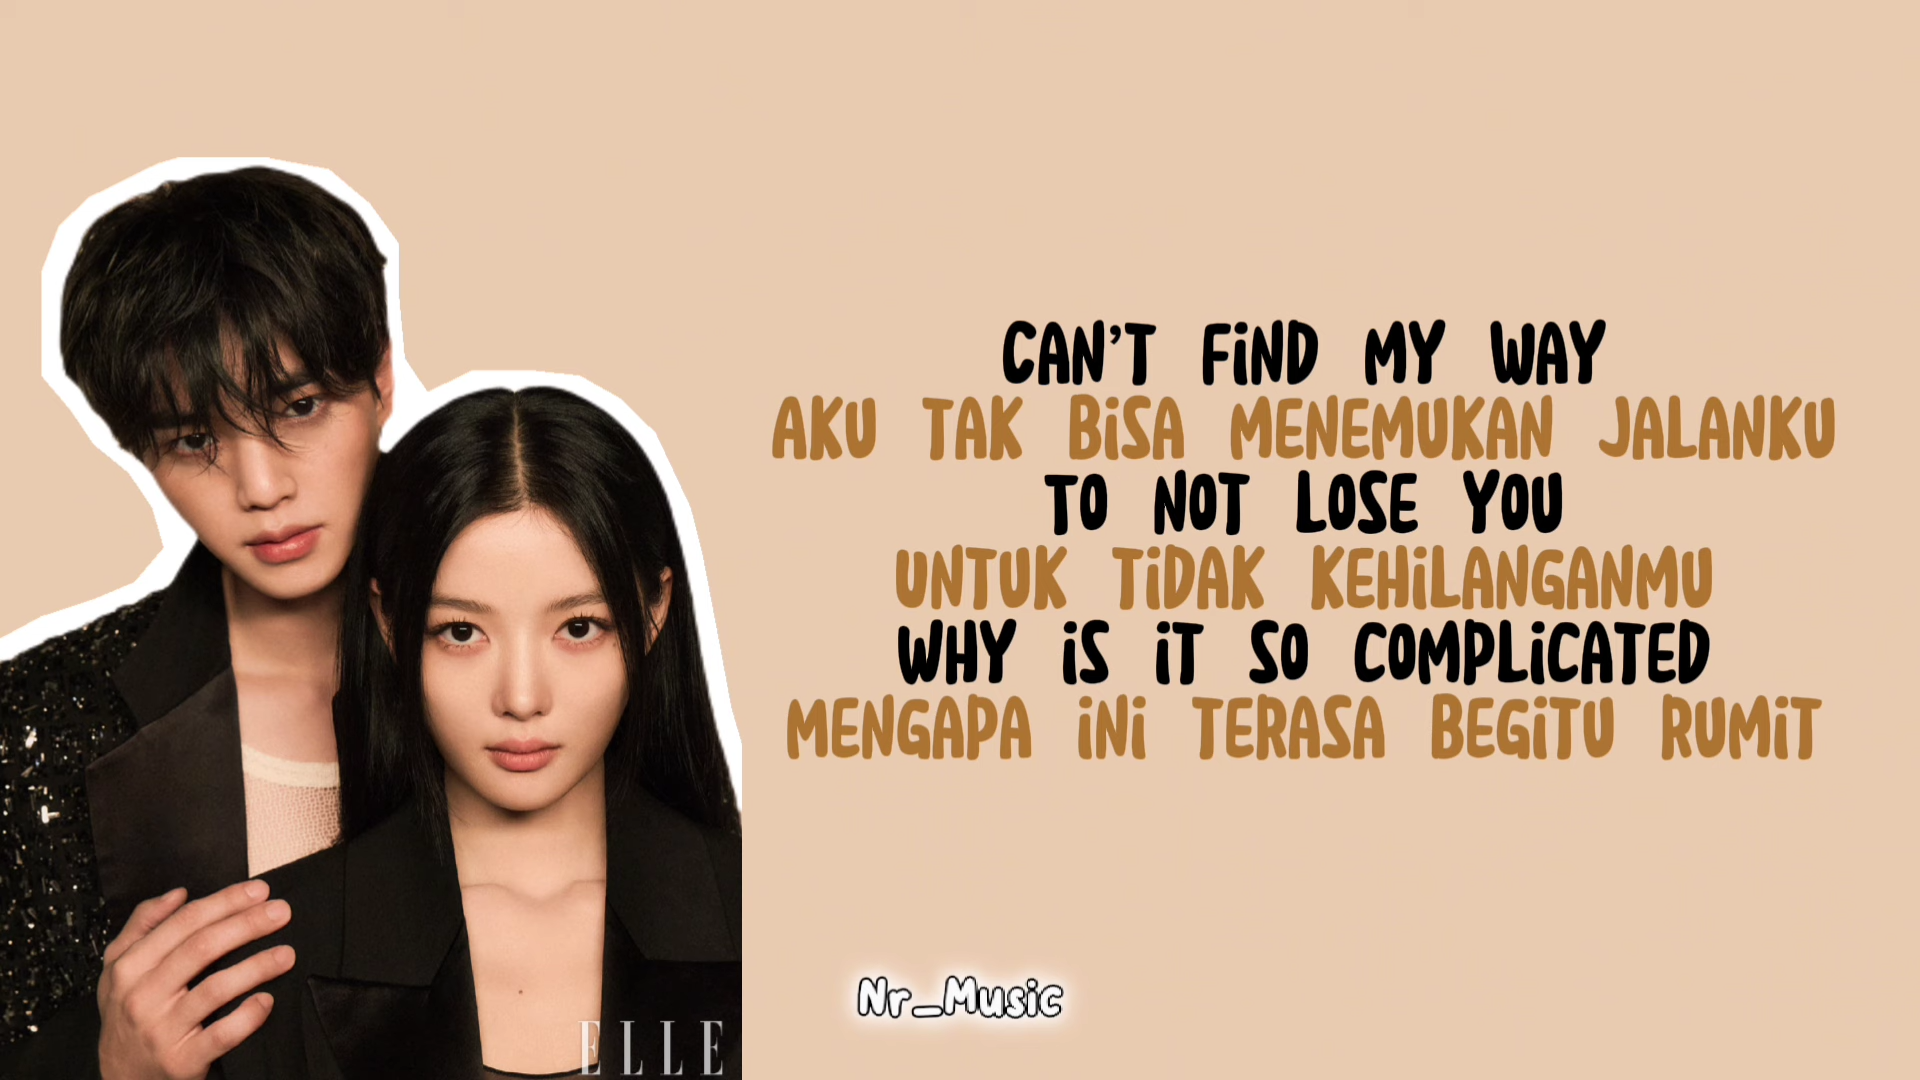 CAN'T FIND MY WAY
AKU TAK BISA MENEMUKAN JALANKU
TO NOT LOSE YOU
UNTUK TIDAK KEHILANGANMU
WHY IS IT SO COMPLICATED
MENGAPA INI TERASA BEGITU RUMIT
Nr_Music
ELLE